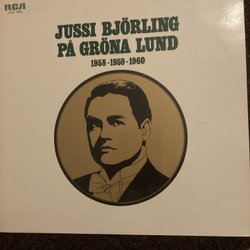 RCA
JUSSI BJÖRLING
PÅ GRÖNA LUND
1958 · 1959 · 1960